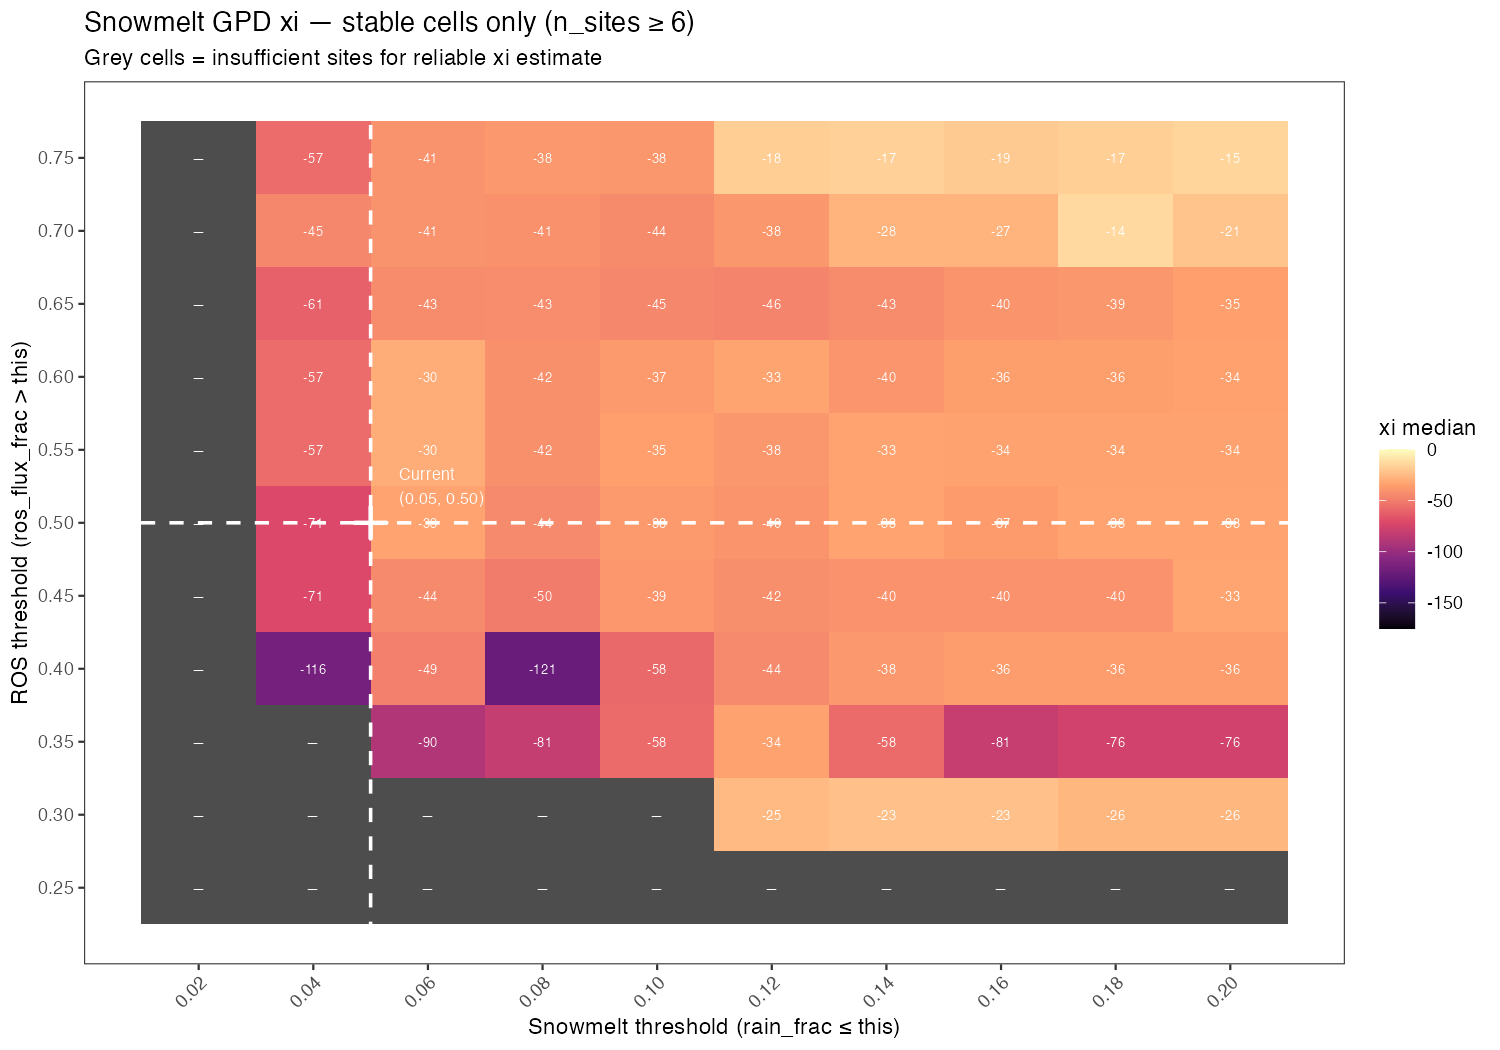 Snowmelt GPD xi — stable cells only (n_sites ≥ 6)
Grey cells = insufficient sites for reliable xi estimate
ROS threshold (ros_flux_frac > this)
0.75 — -57 -41 -38 -38 -18 -17 -19 -17 -15
0.70 — -45 -41 -41 -44 -38 -28 -27 -14 -21
0.65 — -61 -43 -43 -45 -46 -43 -40 -39 -35
0.60 — -57 -30 -42 -37 -33 -40 -36 -36 -34
0.55 — -57 -30 -42 -35 -38 -33 -34 -34 -34
Current
(0.05, 0.50)
0.50 — -71 -44 -37
0.45 — -71 -44 -50 -39 -42 -40 -40 -40 -33
0.40 — -116 -49 -121 -58 -44 -38 -36 -36 -36
0.35 — — -90 -81 -58 -34 -58 -81 -76 -76
0.30 — — — — — -25 -23 -23 -26 -26
0.25 — — — — — — — — — —
0.02 0.04 0.06 0.08 0.10 0.12 0.14 0.16 0.18 0.20
Snowmelt threshold (rain_frac ≤ this)
xi median
0
-50
-100
-150